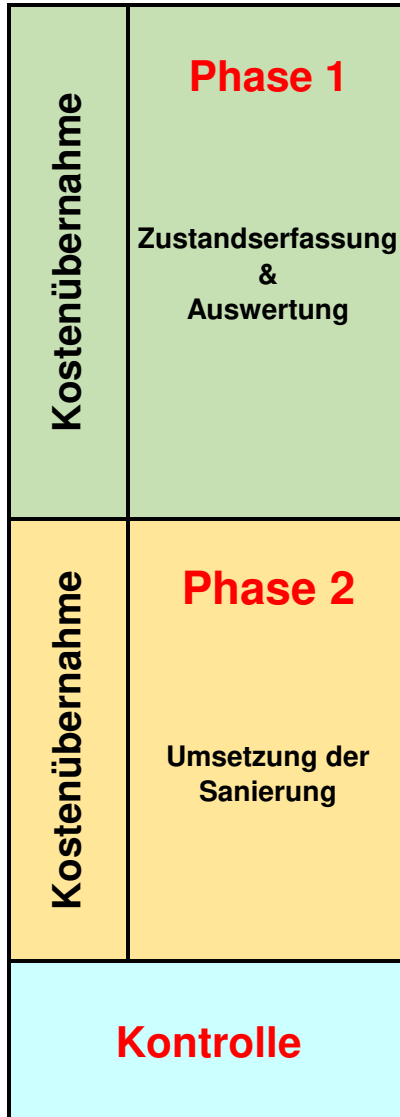 Kostenübernahme
Phase 1
Zustandserfassung
&
Auswertung
Kostenübernahme
Phase 2
Umsetzung der
Sanierung
Kontrolle